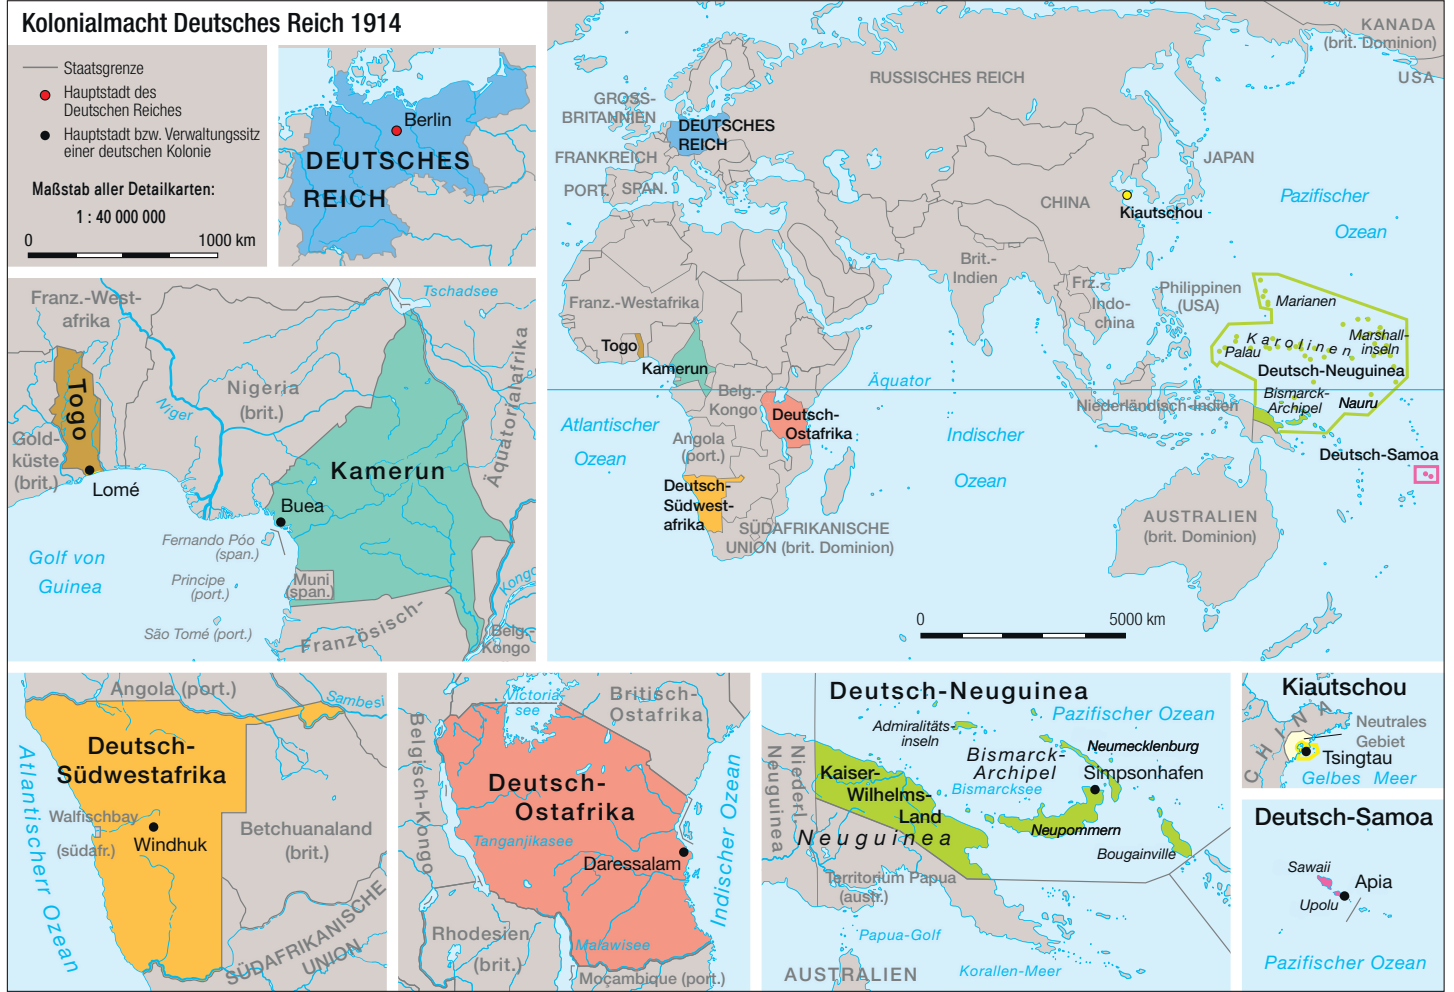 Kolonialmacht Deutsches Reich 1914
Staatsgrenze
Hauptstadt des
Deutschen Reiches
Hauptstadt bzw. Verwaltungssitz
einer deutschen Kolonie
Maßstab aller Detailkarten:
1 : 40 000 000
0 1000 km
Berlin
DEUTSCHES
REICH
KANADA
(brit. Dominion)
USA
RUSSISCHES REICH
GROSS-
BRITANNIEN
DEUTSCHES
REICH
FRANKREICH
PORT.
SPAN.
JAPAN
CHINA
Kiautschou
Pazifischer
Ozean
Brit.-
Indien
Frz.-
Indo-
china
Philippinen
(USA)
Marianen
Karolinen
Palau
Marshall-
inseln
Deutsch-Neuguinea
Bismarck-
Archipel
Nauru
Franz.-Westafrika
Togo
Kamerun
Äquator
Belg.-
Kongo
Niederländisch-Indien
Deutsch-
Ostafrika
Atlantischer
Ozean
Angola
(port.)
Indischer
Ozean
Deutsch-Samoa
Deutsch-
Südwest-
afrika
SÜDAFRIKANISCHE
UNION (brit. Dominion)
AUSTRALIEN
(brit. Dominion)
0 5000 km
Franz.-West-
afrika
Tschadsee
Togo
Niger
Nigeria
(brit.)
Äquatorialafrika
Gold-
küste
(brit.)
Lomé
Kamerun
Buea
Fernando Póo
(span.)
Golf von
Guinea
Principe
(port.)
Muni
(span.)
São Tomé (port.)
Französisch-
Kongo
Belg.-
Kongo
Angola (port.)
Sambesi
Deutsch-
Südwestafrika
Atlantischerr Ozean
Walfischbay
(südafr.)
Windhuk
Betchuanaland
(brit.)
SÜDAFRIKANISCHE
UNION
Victoria-
see
Britisch-
Ostafrika
Belgisch-Kongo
Deutsch-
Ostafrika
Tanganjikasee
Daressalam
Indischer Ozean
Rhodesien
(brit.)
Malawisee
Moçambique (port.)
Deutsch-Neuguinea
Pazifischer Ozean
Admiralitäts-
inseln
Bismarck-
Archipel
Neumecklenburg
Simpsonhafen
Bismarcksee
Niederl.
Neuguinea
Kaiser-
Wilhelms-
Land
Neuguinea
Neupommern
Bougainville
Territorium Papua
(austr.)
Papua-Golf
AUSTRALIEN
Korallen-Meer
Kiautschou
CHINA
Neutrales
Gebiet
Tsingtau
Gelbes Meer
Deutsch-Samoa
Sawaii
Apia
Upolu
Pazifischer Ozean